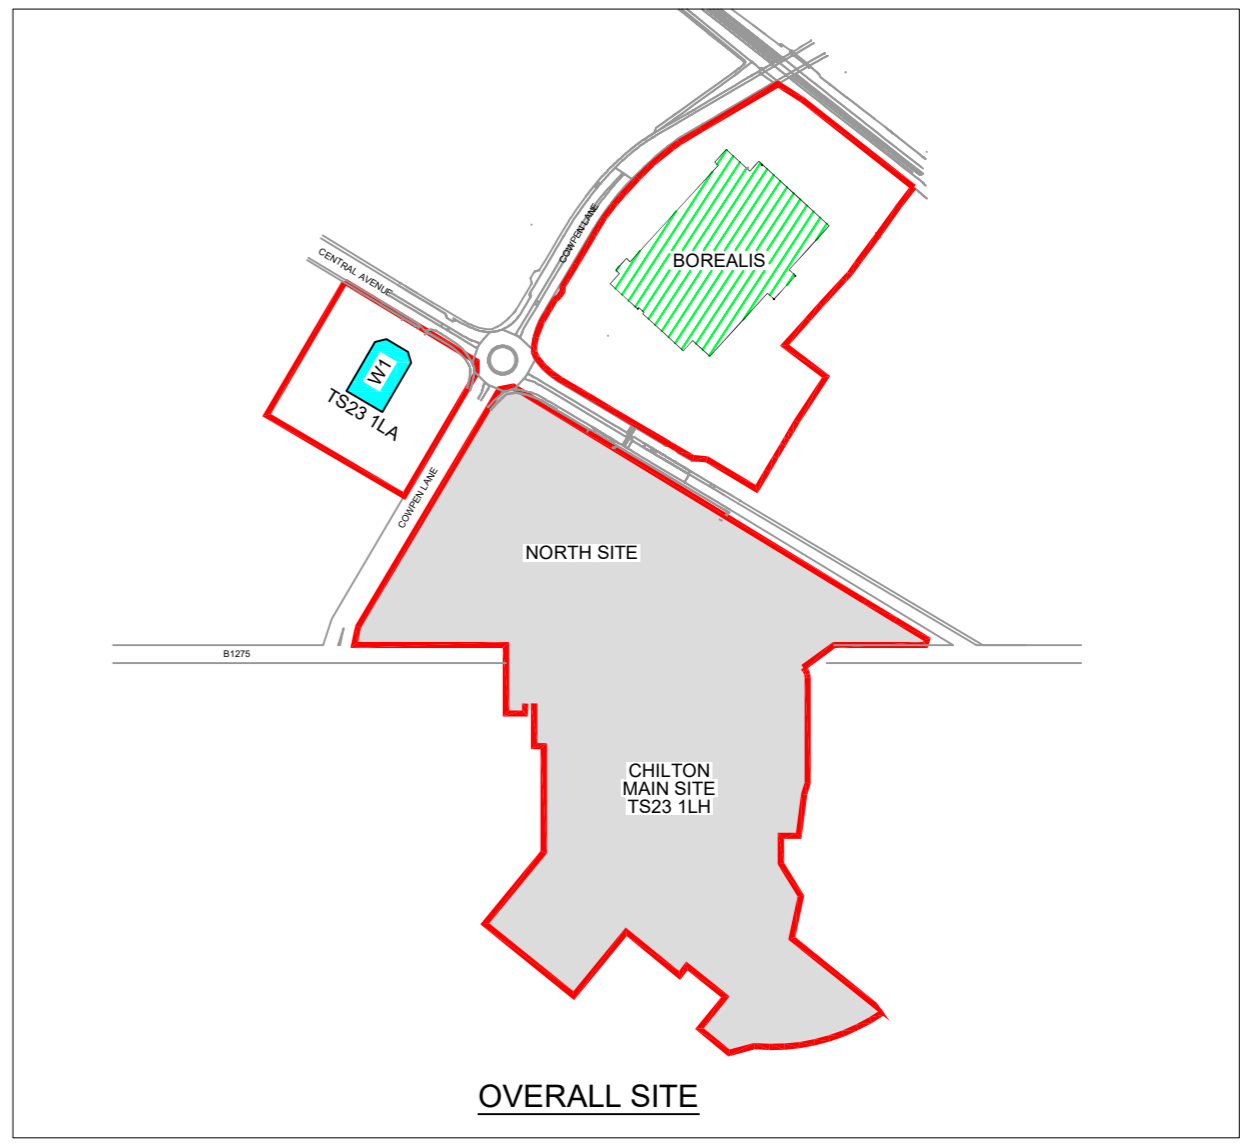 COWPEN LANE
CENTRAL AVENUE
BOREALIS
W1
TS23 1LA
COWPEN LANE
NORTH SITE
B1275
CHILTON
MAIN SITE
TS23 1LH
OVERALL SITE